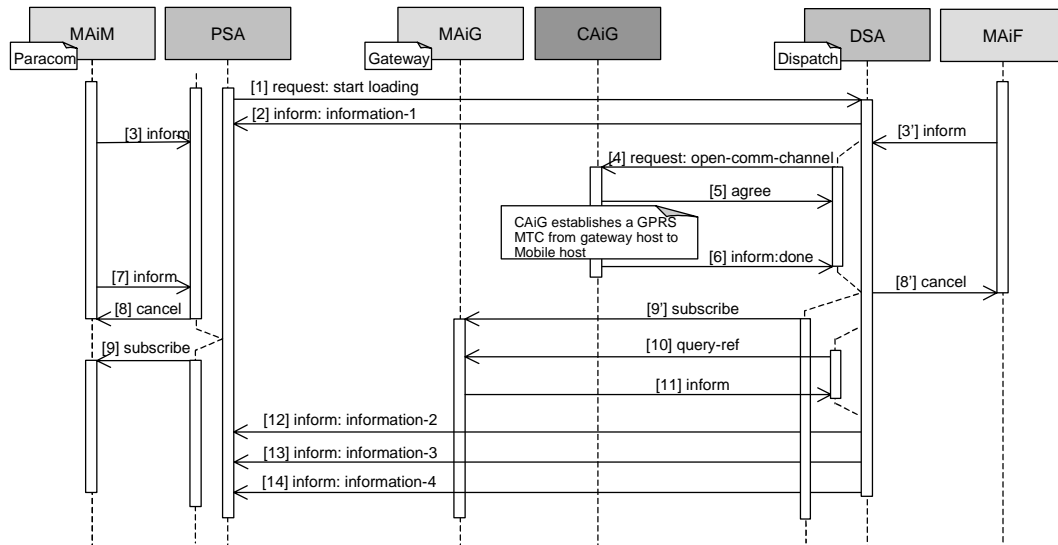 MAiM
PSA
MAiG
CAiG
DSA
MAiF
Paracom
Gateway
Dispatch
[1] request: start loading
[2] inform: information-1
[3] inform
[3'] inform
[4] request: open-comm-channel
[5] agree
CAiG establishes a GPRS
MTC from gateway host to
Mobile host
[6] inform:done
[7] inform
[8'] cancel
[8] cancel
[9'] subscribe
[9] subscribe
[10] query-ref
[11] inform
[12] inform: information-2
[13] inform: information-3
[14] inform: information-4